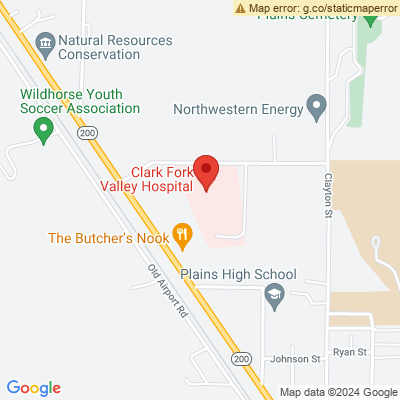 Map error: g.co/staticmaperror
Plains Cemetery
Natural Resources
Conservation
Wildhorse Youth
Soccer Association
Northwestern Energy
200
Clark Fork
Valley Hospital
Clayton St
The Butcher's Nook
Old Airport Rd
Plains High School
200
Johnson St
Ryan St
Google
Map data ©2024 Google